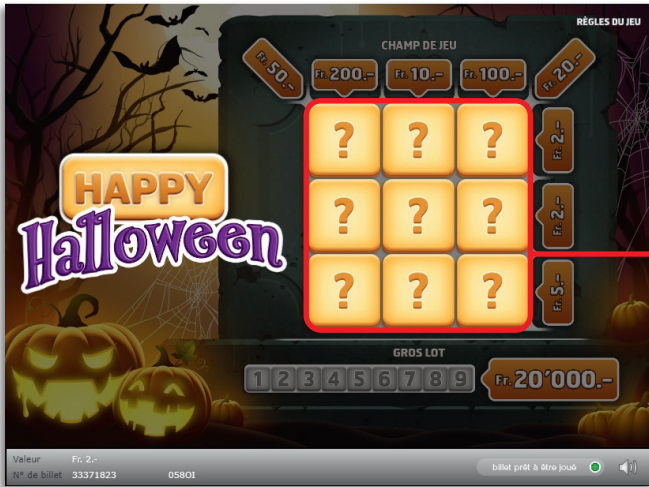 RÈGLES DU JEU
CHAMP DE JEU
Fr. 50.- Fr. 200.- Fr. 10.- Fr. 100.- Fr. 20.-
? ? ?
Fr. 2.-
HAPPY
Halloween
? ? ?
Fr. 2.-
? ? ?
Fr. 5.-
GROS LOT
1 2 3 4 5 6 7 8 9 Fr. 20'000.-
Valeur Fr. 2.-
N° de billet 33371823 058OI
billet prêt à être joué